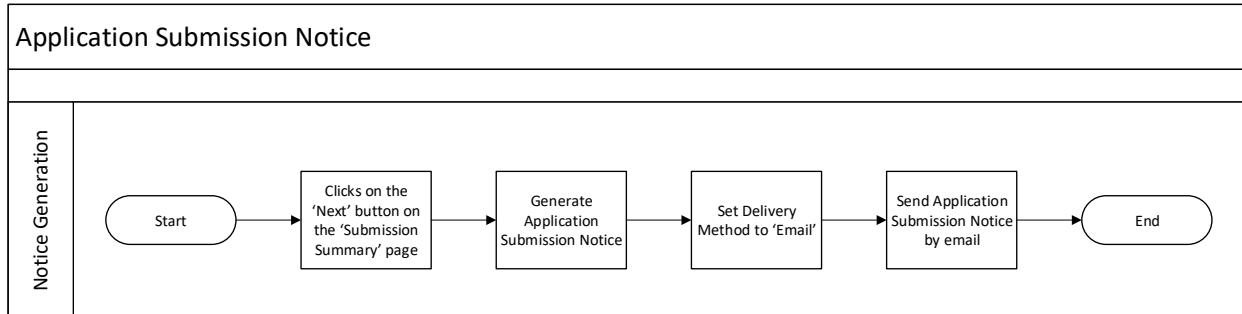 Application Submission Notice
Notice Generation
Start
Clicks on the
‘Next’ button on
the ‘Submission
Summary’ page
Generate
Application
Submission Notice
Set Delivery
Method to ‘Email’
Send Application
Submission Notice
by email
End